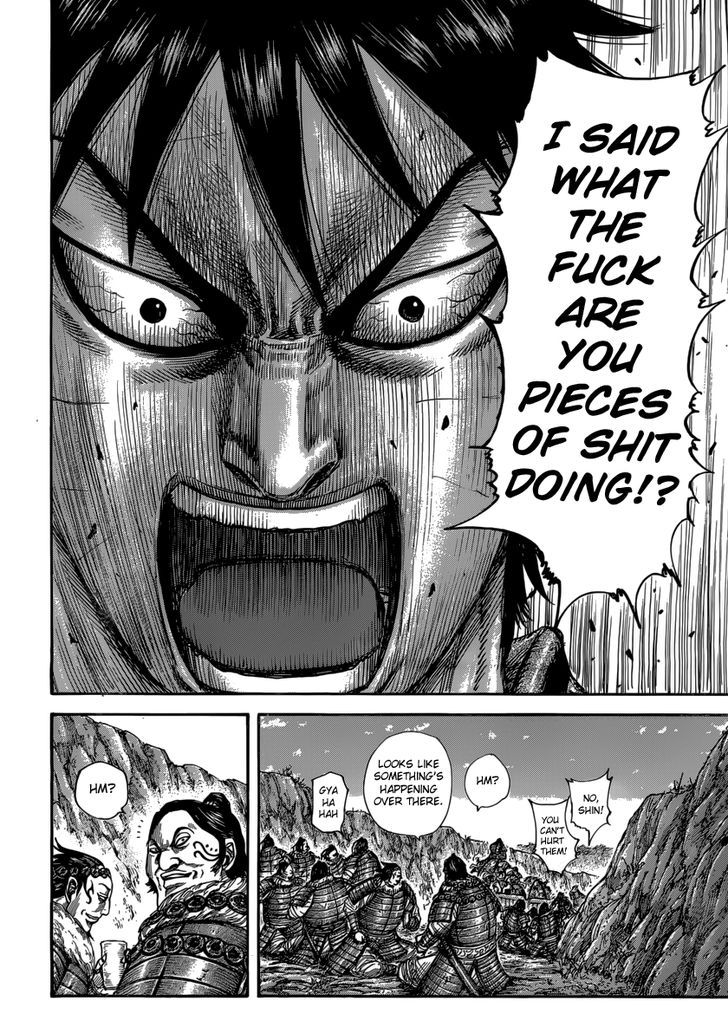 I SAID
WHAT
THE
FUCK
ARE
YOU
PIECES
OF SHIT
DOING!?
NO,
SHIN!
YOU
CAN'T
HURT
THEM!
HM?
LOOKS LIKE
SOMETHING'S
HAPPENING
OVER THERE.
GYA
HA
HAH
HM?